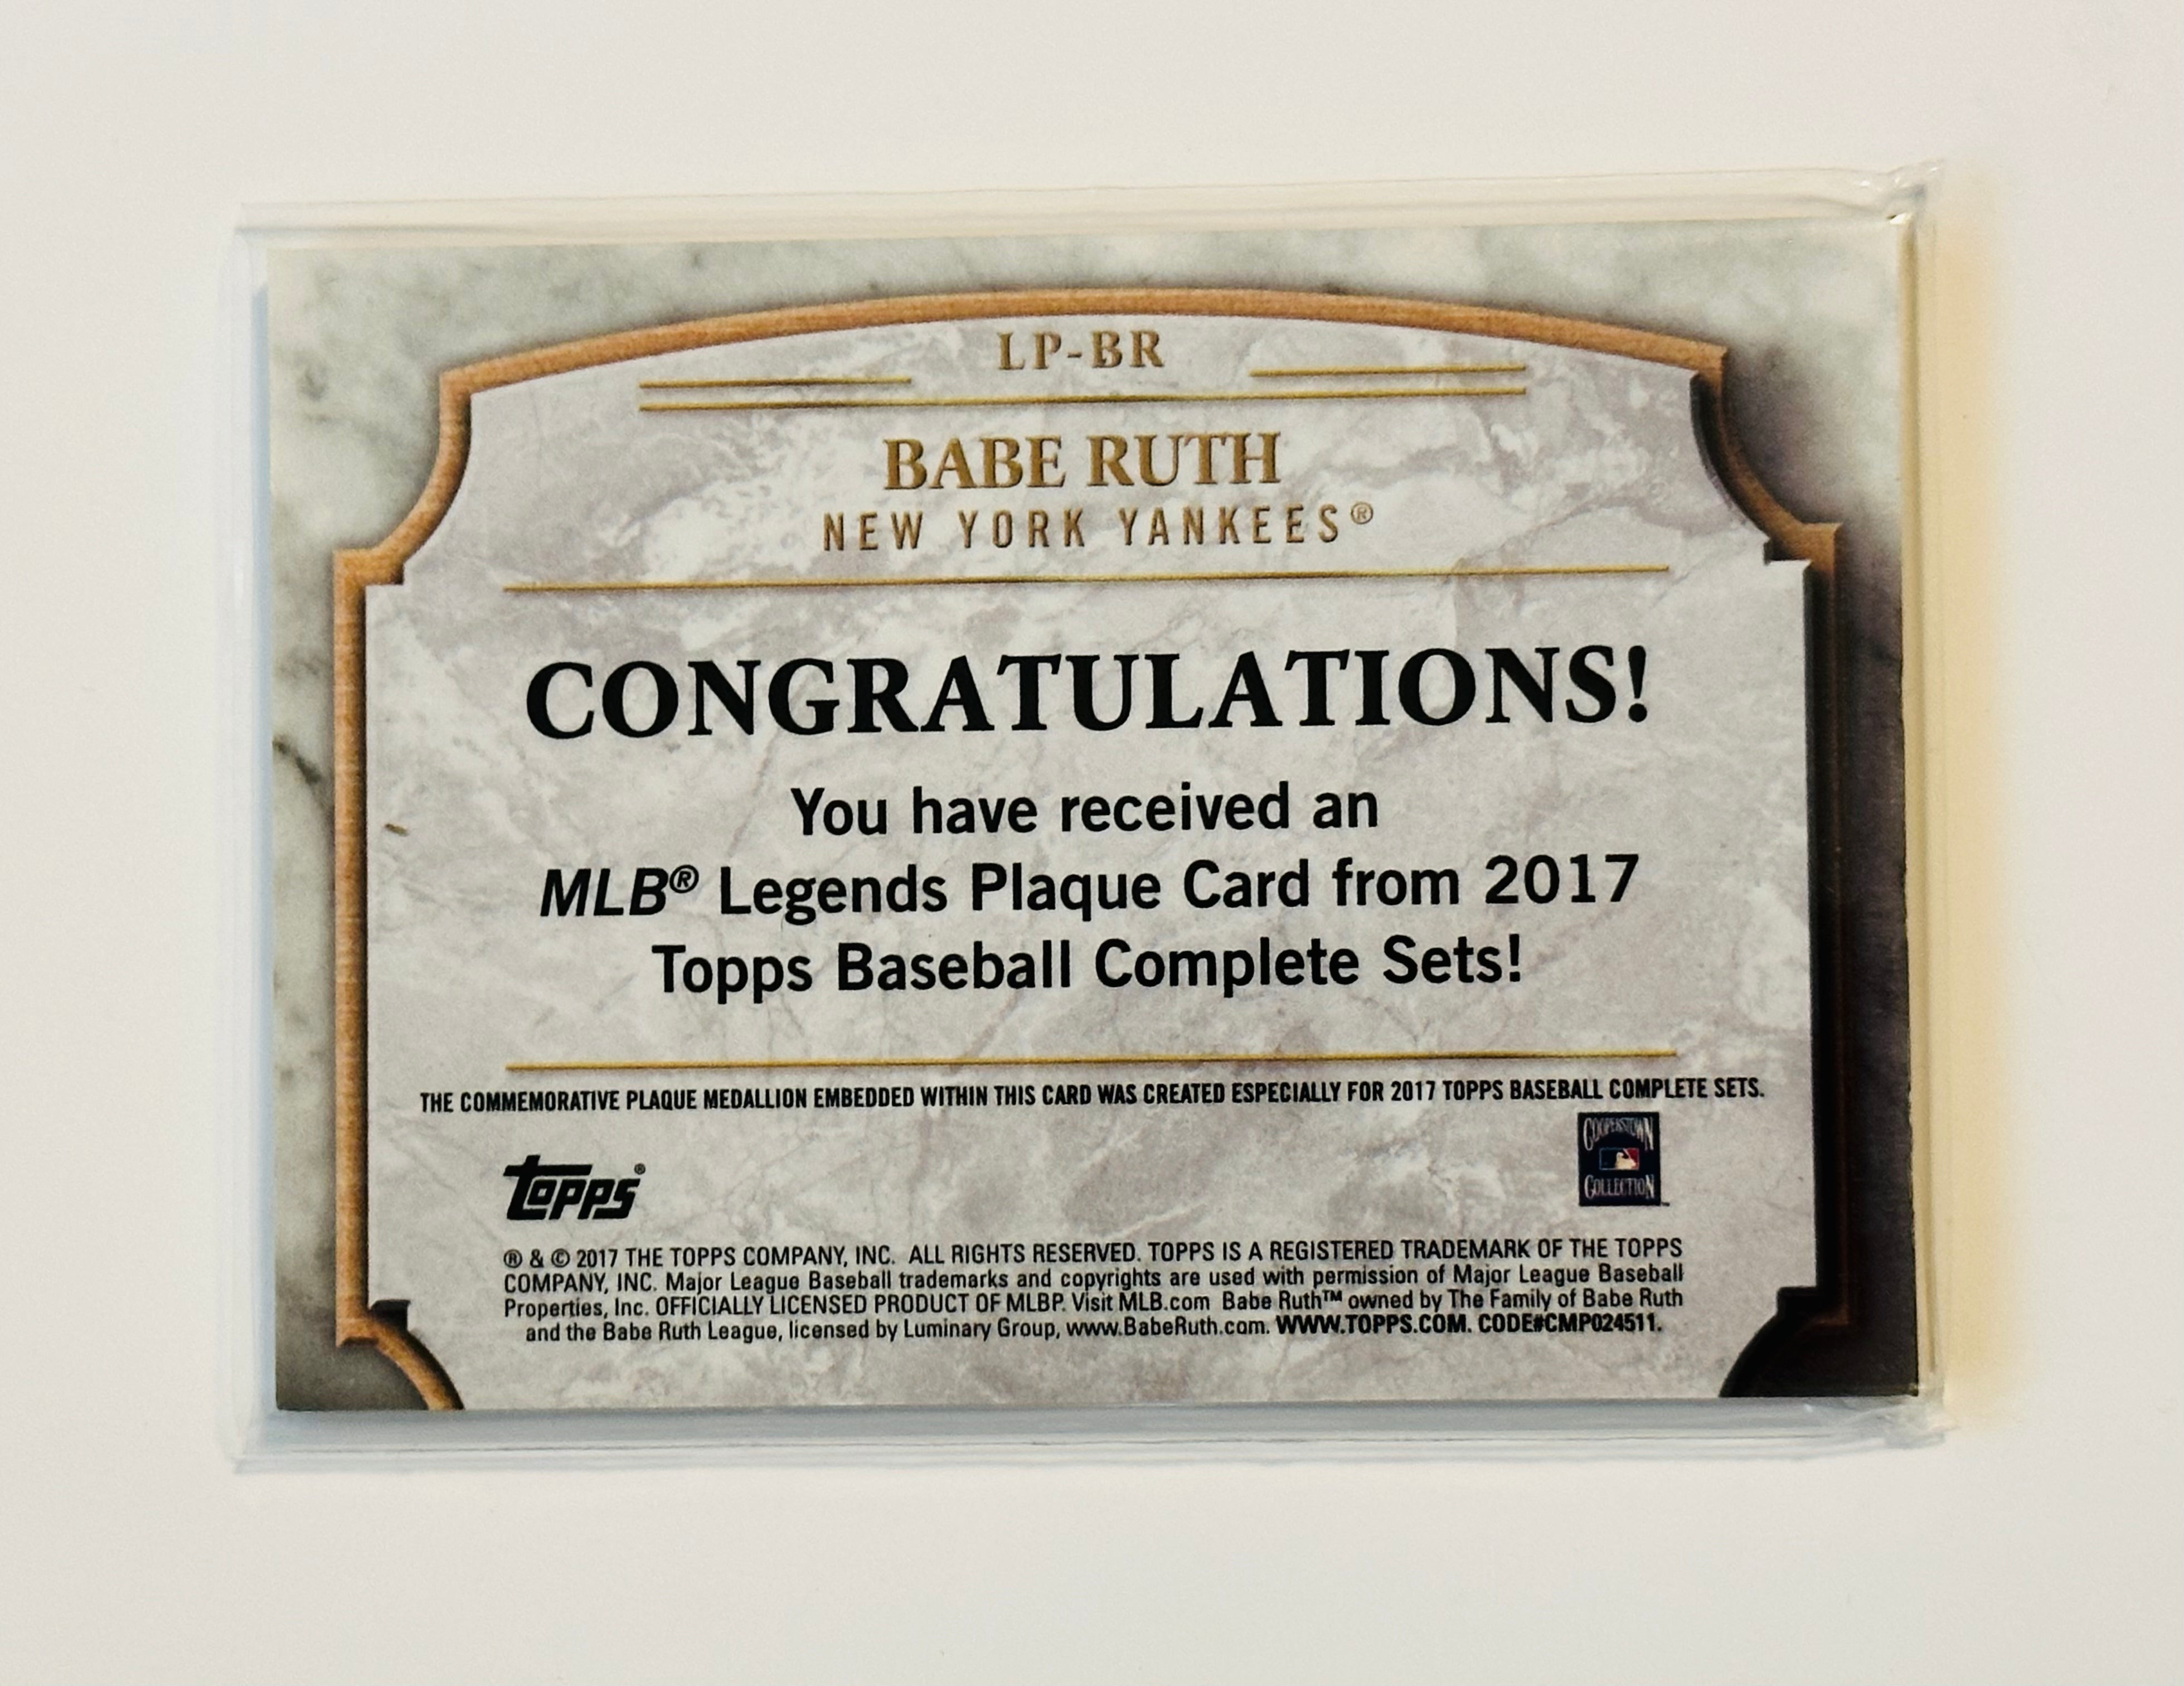 LP-BR
BABE RUTH
NEW YORK YANKEES®
CONGRATULATIONS!
You have received an
MLB® Legends Plaque Card from 2017
Topps Baseball Complete Sets!
THE COMMEMORATIVE PLAQUE MEDALLION EMBEDDED WITHIN THIS CARD WAS CREATED ESPECIALLY FOR 2017 TOPPS BASEBALL COMPLETE SETS.
COOPERSTOWN
COLLECTION™
topps®
® & © 2017 THE TOPPS COMPANY, INC. ALL RIGHTS RESERVED. TOPPS IS A REGISTERED TRADEMARK OF THE TOPPS
COMPANY, INC. Major League Baseball trademarks and copyrights are used with permission of Major League Baseball
Properties, Inc. OFFICIALLY LICENSED PRODUCT OF MLBP. Visit MLB.com Babe Ruth™ owned by The Family of Babe Ruth
and the Babe Ruth League, licensed by Luminary Group, www.BabeRuth.com. WWW.TOPPS.COM. CODE#CMP024511.